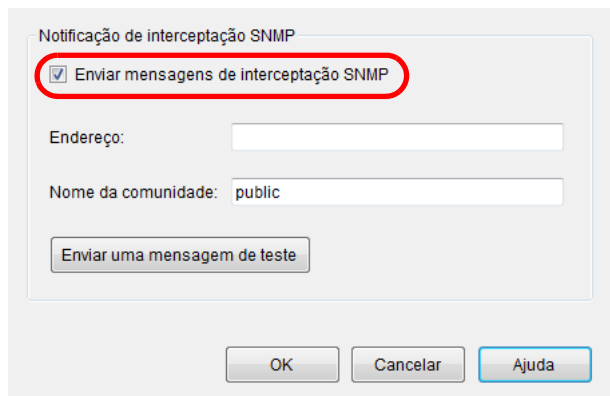 Notificação de interceptação SNMP
Enviar mensagens de interceptação SNMP
Endereço:
Nome da comunidade: public
Enviar uma mensagem de teste
OK Cancelar Ajuda